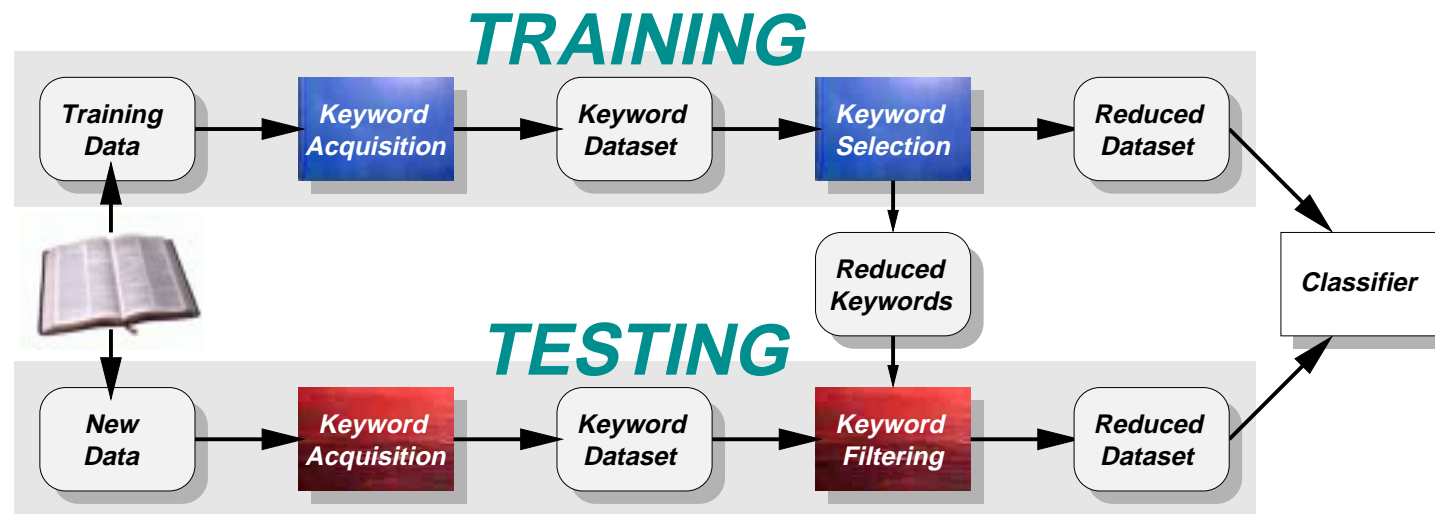 TRAINING
Training
Data
Keyword
Acquisition
Keyword
Dataset
Keyword
Selection
Reduced
Dataset
Reduced
Keywords
Classifier
TESTING
New
Data
Keyword
Acquisition
Keyword
Dataset
Keyword
Filtering
Reduced
Dataset